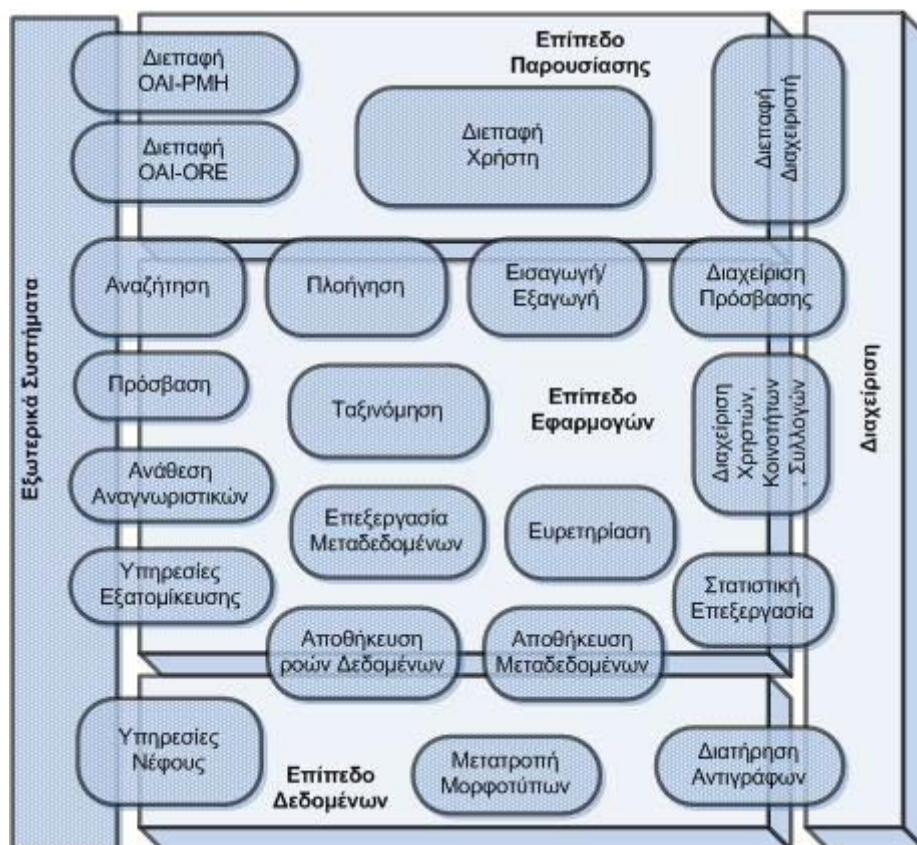 Εξωτερικά Συστήματα
Διεπαφή
OAI-PMH
Διεπαφή
OAI-ORE
Επίπεδο
Παρουσίασης
Διεπαφή
Χρήστη
Διεπαφή
Διαχειριστή
Αναζήτηση
Πλοήγηση
Εισαγωγή/
Εξαγωγή
Διαχείριση
Πρόσβασης
Πρόσβαση
Ταξινόμηση
Επίπεδο
Εφαρμογών
Διαχείριση
Χρηστών,
Κοινοτήτων
, Συλλογών
Ανάθεση
Αναγνωριστικών
Επεξεργασία
Μεταδεδομένων
Ευρετηρίαση
Υπηρεσίες
Εξατομίκευσης
Στατιστική
Επεξεργασία
Αποθήκευση
ροών Δεδομένων
Αποθήκευση
Μεταδεδομένων
Υπηρεσίες
Νέφους
Επίπεδο
Δεδομένων
Μετατροπή
Μορφοτύπων
Διατήρηση
Αντιγράφων
Διαχείριση